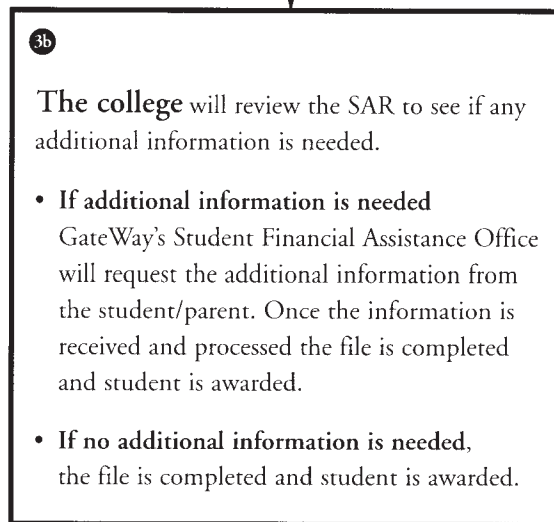 3b
The college will review the SAR to see if any
additional information is needed.
• If additional information is needed
GateWay's Student Financial Assistance Office
will request the additional information from
the student/parent. Once the information is
received and processed the file is completed
and student is awarded.
• If no additional information is needed,
the file is completed and student is awarded.